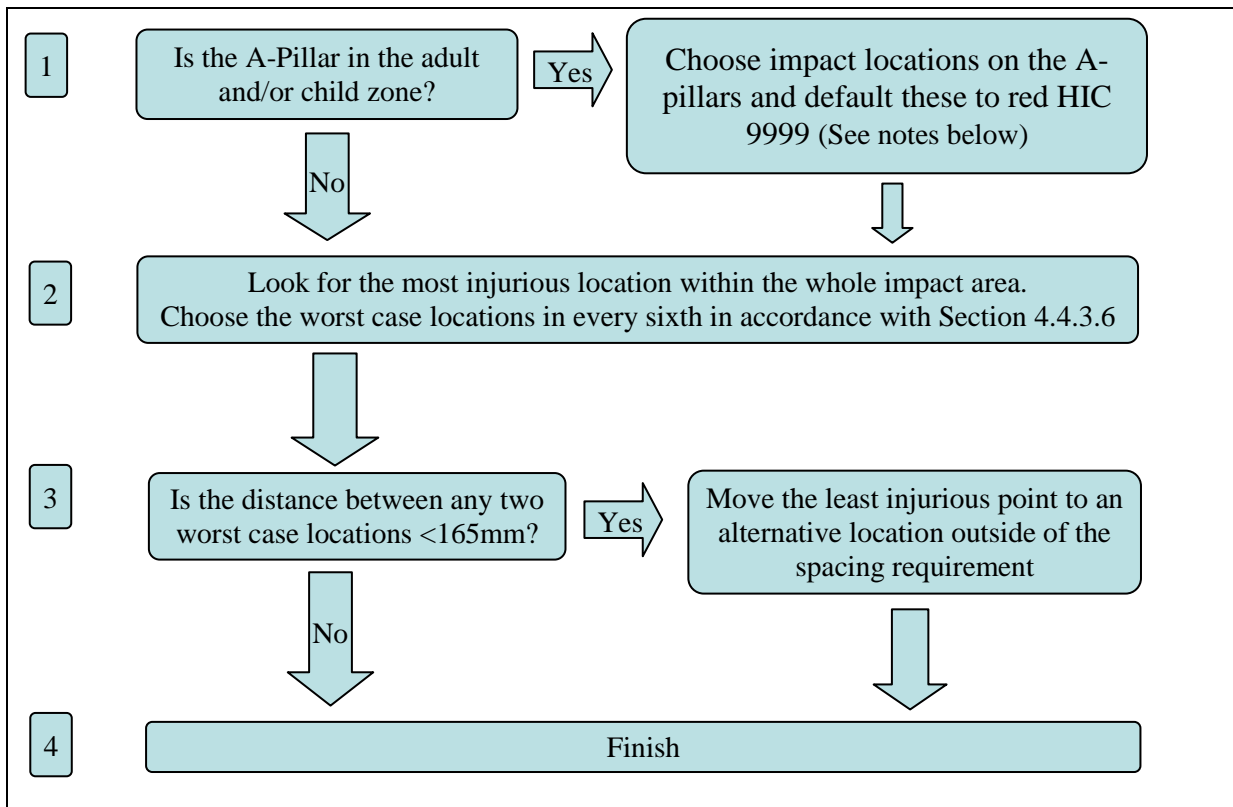 1
Is the A-Pillar in the adult
and/or child zone?
Yes
Choose impact locations on the A-
pillars and default these to red HIC
9999 (See notes below)
No
2
Look for the most injurious location within the whole impact area.
Choose the worst case locations in every sixth in accordance with Section 4.4.3.6
3
Is the distance between any two
worst case locations <165mm?
Yes
Move the least injurious point to an
alternative location outside of the
spacing requirement
No
4
Finish